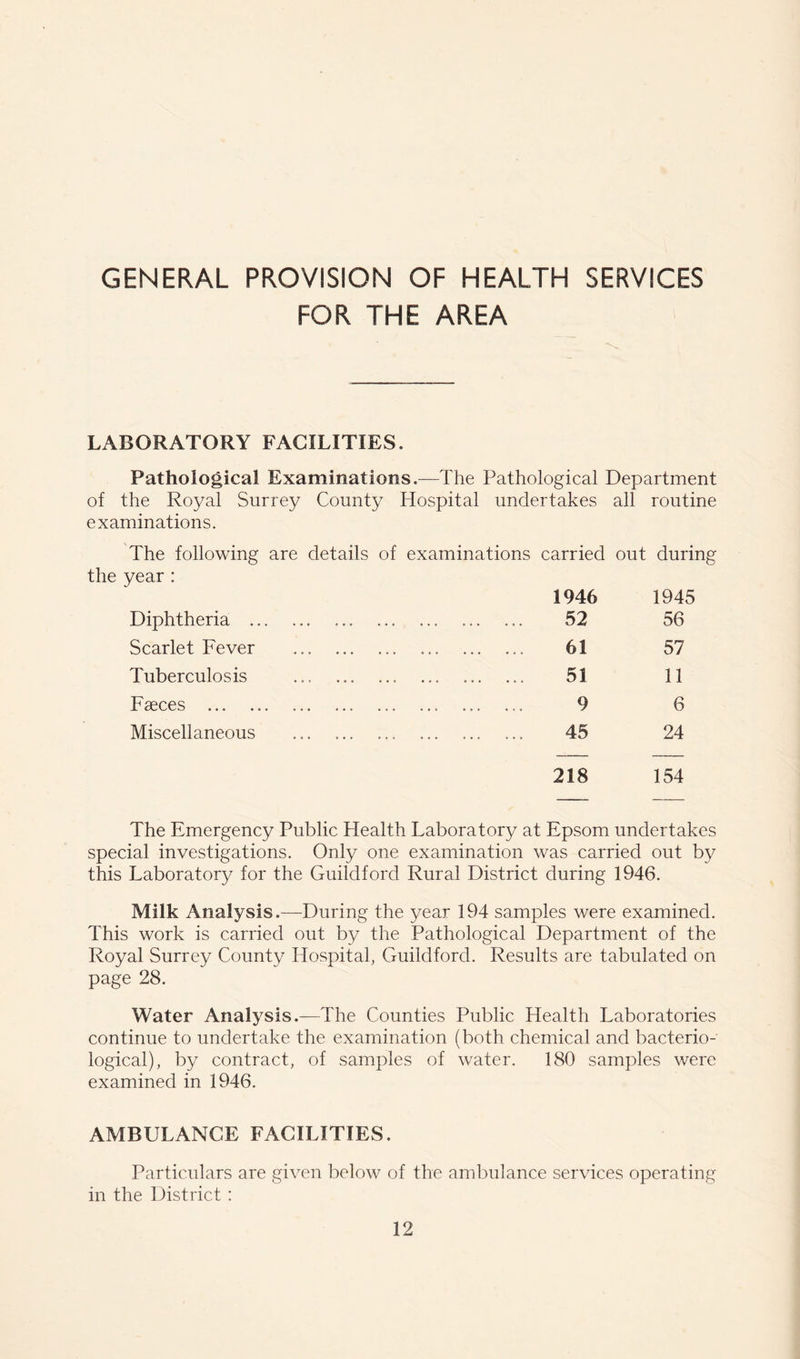 GENERAL PROVISION OF HEALTH SERVICES
FOR THE AREA
LABORATORY FACILITIES.
Pathological Examinations.—The Pathological Department
of the Royal Surrey County Hospital undertakes all routine
examinations.
The following are details of examinations carried out during
the year :
1946 1945
Diphtheria ... ... ... ... ... ... ... 52 56
Scarlet Fever ... ... ... ... ... ... 61 57
Tuberculosis ... ... ... ... ... ... 51 11
Fæces ... ... ... ... ... ... ... ... 9 6
Miscellaneous ... ... ... ... ... ... 45 24
218 154
The Emergency Public Health Laboratory at Epsom undertakes
special investigations. Only one examination was carried out by
this Laboratory for the Guildford Rural District during 1946.
Milk Analysis.—During the year 194 samples were examined.
This work is carried out by the Pathological Department of the
Royal Surrey County Hospital, Guildford. Results are tabulated on
page 28.
Water Analysis.—The Counties Public Health Laboratories
continue to undertake the examination (both chemical and bacterio-
logical), by contract, of samples of water. 180 samples were
examined in 1946.
AMBULANCE FACILITIES.
Particulars are given below of the ambulance services operating
in the District :
12